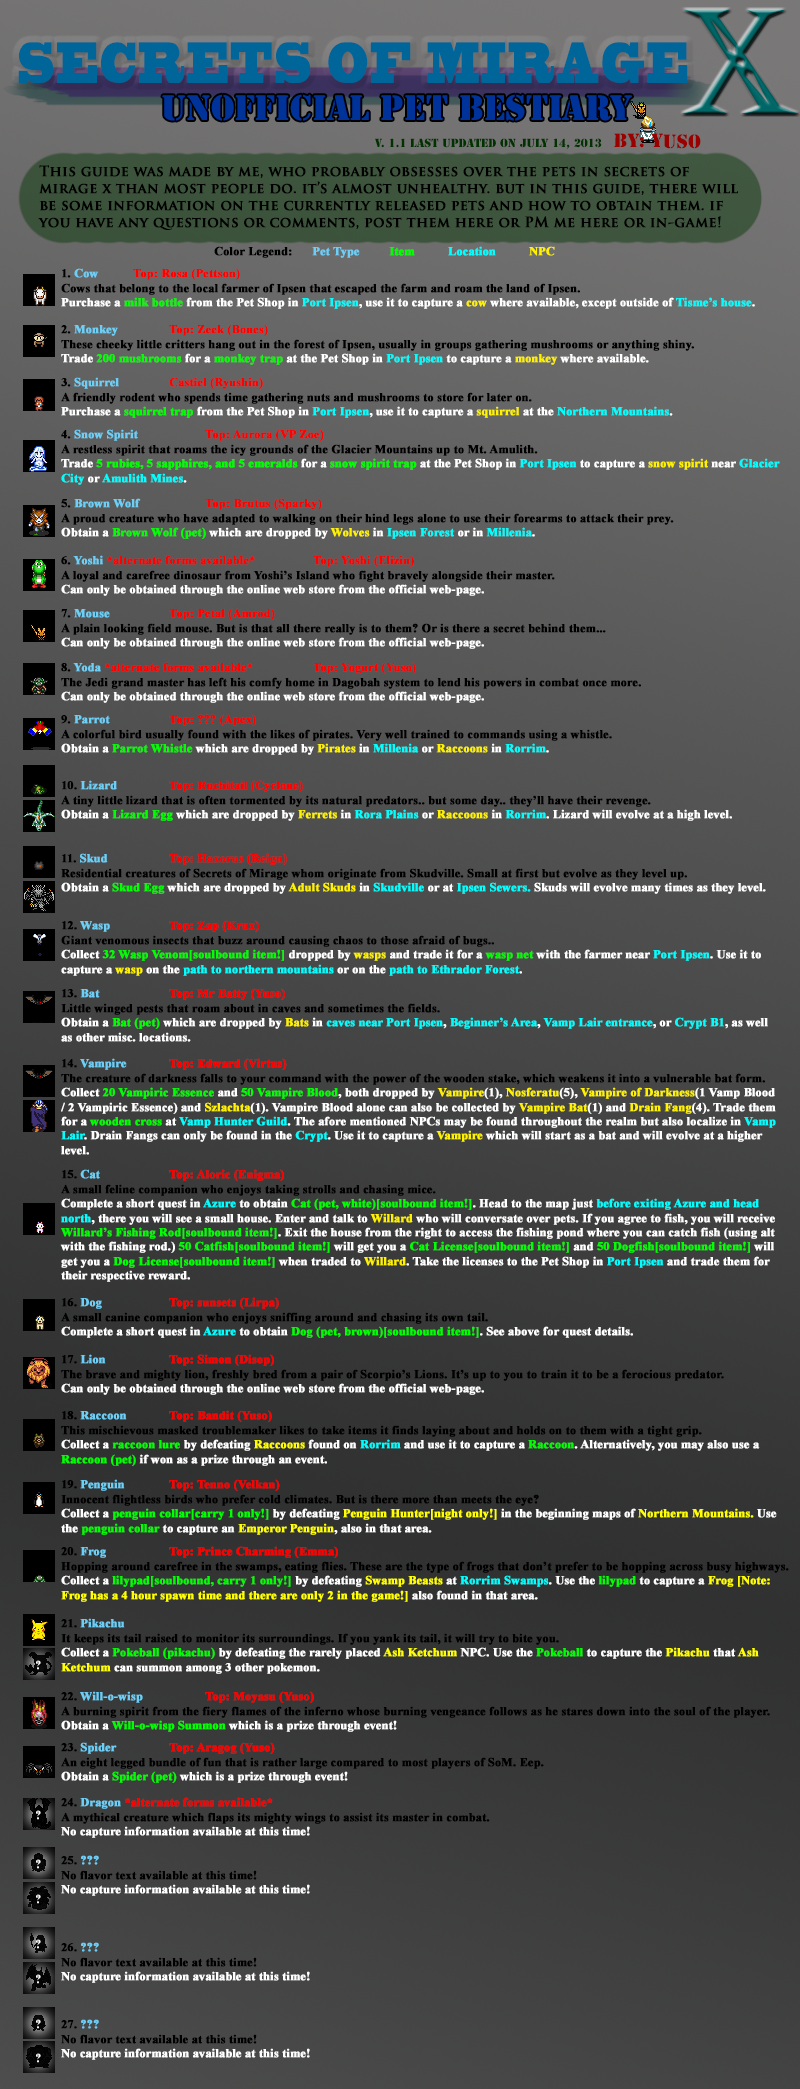 SECRETS OF MIRAGE X
UNOFFICIAL PET BESTIARY
V. 1.1 LAST UPDATED ON JULY 14, 2013 BY: YUSO
THIS GUIDE WAS MADE BY ME, WHO PROBABLY OBSESSES OVER THE PETS IN SECRETS OF
MIRAGE X THAN MOST PEOPLE DO. IT'S ALMOST UNHEALTHY. BUT IN THIS GUIDE, THERE WILL
BE SOME INFORMATION ON THE CURRENTLY RELEASED PETS AND HOW TO OBTAIN THEM. IF
YOU HAVE ANY QUESTIONS OR COMMENTS, POST THEM HERE OR PM ME HERE OR IN-GAME!
Color Legend: Pet Type Item Location NPC
1. Cow Top: Rosa (Pettson)
Cows that belong to the local farmer of Ipsen that escaped the farm and roam the land of Ipsen.
Purchase a milk bottle from the Pet Shop in Port Ipsen, use it to capture a cow where available, except outside of Tisme's house.
2. Monkey Top: Zeek (Bones)
These cheeky little critters hang out in the forest of Ipsen, usually in groups gathering mushrooms or anything shiny.
Trade 200 mushrooms for a monkey trap at the Pet Shop in Port Ipsen to capture a monkey where available.
3. Squirrel Castiel (Ryushin)
A friendly rodent who spends time gathering nuts and mushrooms to store for later on.
Purchase a squirrel trap from the Pet Shop in Port Ipsen, use it to capture a squirrel at the Northern Mountains.
4. Snow Spirit Top: Aurora (VP Zoe)
A restless spirit that roams the icy grounds of the Glacier Mountains up to Mt. Amulith.
Trade 5 rubies, 5 sapphires, and 5 emeralds for a snow spirit trap at the Pet Shop in Port Ipsen to capture a snow spirit near Glacier
City or Amulith Mines.
5. Brown Wolf Top: Brutus (Sparky)
A proud creature who have adapted to walking on their hind legs alone to use their forearms to attack their prey.
Obtain a Brown Wolf (pet) which are dropped by Wolves in Ipsen Forest or in Millenia.
6. Yoshi *alternate forms available* Top: Yoshi (Elizin)
A loyal and carefree dinosaur from Yoshi's Island who fight bravely alongside their master.
Can only be obtained through the online web store from the official web-page.
7. Mouse Top: Petal (Amrod)
A plain looking field mouse. But is that all there really is to them? Or is there a secret behind them...
Can only be obtained through the online web store from the official web-page.
8. Yoda *alternate forms available* Top: Yogurt (Yuso)
The Jedi grand master has left his comfy home in Dagobah system to lend his powers in combat once more.
Can only be obtained through the online web store from the official web-page.
9. Parrot Top: ??? (Apex)
A colorful bird usually found with the likes of pirates. Very well trained to commands using a whistle.
Obtain a Parrot Whistle which are dropped by Pirates in Millenia or Raccoons in Rorrim.
10. Lizard Top: (Cyclone)
A tiny little lizard that is often tormented by its natural predators.. but some day.. they'll have their revenge.
Obtain a Lizard Egg which are dropped by Ferrets in Rora Plains or Raccoons in Rorrim. Lizard will evolve at a high level.
11. Skud Top:
Residential creatures of Secrets of Mirage whom originate from Skudville. Small at first but evolve as they level up.
Obtain a Skud Egg which are dropped by Adult Skuds in Skudville or at Ipsen Sewers. Skuds will evolve many times as they level.
12. Wasp Top: Zap (Krux)
Giant venomous insects that buzz around causing chaos to those afraid of bugs..
Collect 32 Wasp Venom[soulbound item!] dropped by wasps and trade it for a wasp net with the farmer near Port Ipsen. Use it to
capture a wasp on the path to northern mountains or on the path to Ethrador Forest.
13. Bat Top: Mr Batty (Yuso)
Little winged pests that roam about in caves and sometimes the fields.
Obtain a Bat (pet) which are dropped by Bats in caves near Port Ipsen, Beginner's Area, Vamp Lair entrance, or Crypt B1, as well
as other misc. locations.
14. Vampire Top: Edward (Virtue)
The creature of darkness falls to your command with the power of the wooden stake, which weakens it into a vulnerable bat form.
Collect 20 Vampiric Essence and 50 Vampire Blood, both dropped by Vampire(1), Nosferatu(5), Vampire of Darkness(1 Vamp Blood
/ 2 Vampiric Essence) and Szlachta(1). Vampire Blood alone can also be collected by Vampire Bat(1) and Drain Fang(4). Trade them
for a wooden cross at Vamp Hunter Guild. The afore mentioned NPCs may be found throughout the realm but also localize in Vamp
Lair. Drain Fangs can only be found in the Crypt. Use it to capture a Vampire which will start as a bat and will evolve at a higher
level.
15. Cat Top: Aloric (Enigma)
A small feline companion who enjoys taking strolls and chasing mice.
Complete a short quest in Azure to obtain Cat (pet, white)[soulbound item!]. Head to the map just before exiting Azure and head
north, there you will see a small house. Enter and talk to Willard who will conversate over pets. If you agree to fish, you will receive
Willard's Fishing Rod[soulbound item!]. Exit the house from the right to access the fishing pond where you can catch fish (using alt
with the fishing rod.) 50 Catfish[soulbound item!] will get you a Cat License[soulbound item!] and 50 Dogfish[soulbound item!] will
get you a Dog License[soulbound item!] when traded to Willard. Take the licenses to the Pet Shop in Port Ipsen and trade them for
their respective reward.
16. Dog Top: sunsets (Lirpa)
A small canine companion who enjoys sniffing around and chasing its own tail.
Complete a short quest in Azure to obtain Dog (pet, brown)[soulbound item!]. See above for quest details.
17. Lion Top: Simon (Disop)
The brave and mighty lion, freshly bred from a pair of Scorpio's Lions. It's up to you to train it to be a ferocious predator.
Can only be obtained through the online web store from the official web-page.
18. Raccoon Top: Bandit (Yuso)
This mischievous masked troublemaker likes to take items it finds laying about and holds on to them with a tight grip.
Collect a raccoon lure by defeating Raccoons found on Rorrim and use it to capture a Raccoon. Alternatively, you may also use a
Raccoon (pet) if won as a prize through an event.
19. Penguin Top: Tenno (Velkan)
Innocent flightless birds who prefer cold climates. But is there more than meets the eye?
Collect a penguin collar[carry 1 only!] by defeating Penguin Hunter[night only!] in the beginning maps of Northern Mountains. Use
the penguin collar to capture an Emperor Penguin, also in that area.
20. Frog Top: Prince Charming (Emma)
Hopping around carefree in the swamps, eating flies. These are the type of frogs that don't prefer to be hopping across busy highways.
Collect a lilypad[soulbound, carry 1 only!] by defeating Swamp Beasts at Rorrim Swamps. Use the lilypad to capture a Frog [Note:
Frog has a 4 hour spawn time and there are only 2 in the game!] also found in that area.
21. Pikachu
It keeps its tail raised to monitor its surroundings. If you yank its tail, it will try to bite you.
Collect a Pokeball (pikachu) by defeating the rarely placed Ash Ketchum NPC. Use the Pokeball to capture the Pikachu that Ash
Ketchum can summon among 3 other pokemon.
22. Will-o-wisp Top: Moyasu (Yuso)
A burning spirit from the fiery flames of the inferno whose burning vengeance follows as he stares down into the soul of the player.
Obtain a Will-o-wisp Summon which is a prize through event!
23. Spider Top: Aragog (Yuso)
An eight legged bundle of fun that is rather large compared to most players of SoM. Eep.
Obtain a Spider (pet) which is a prize through event!
24. Dragon *alternate forms available*
A mythical creature which flaps its mighty wings to assist its master in combat.
No capture information available at this time!
25. ???
No flavor text available at this time!
No capture information available at this time!
26. ???
No flavor text available at this time!
No capture information available at this time!
27. ???
No flavor text available at this time!
No capture information available at this time!